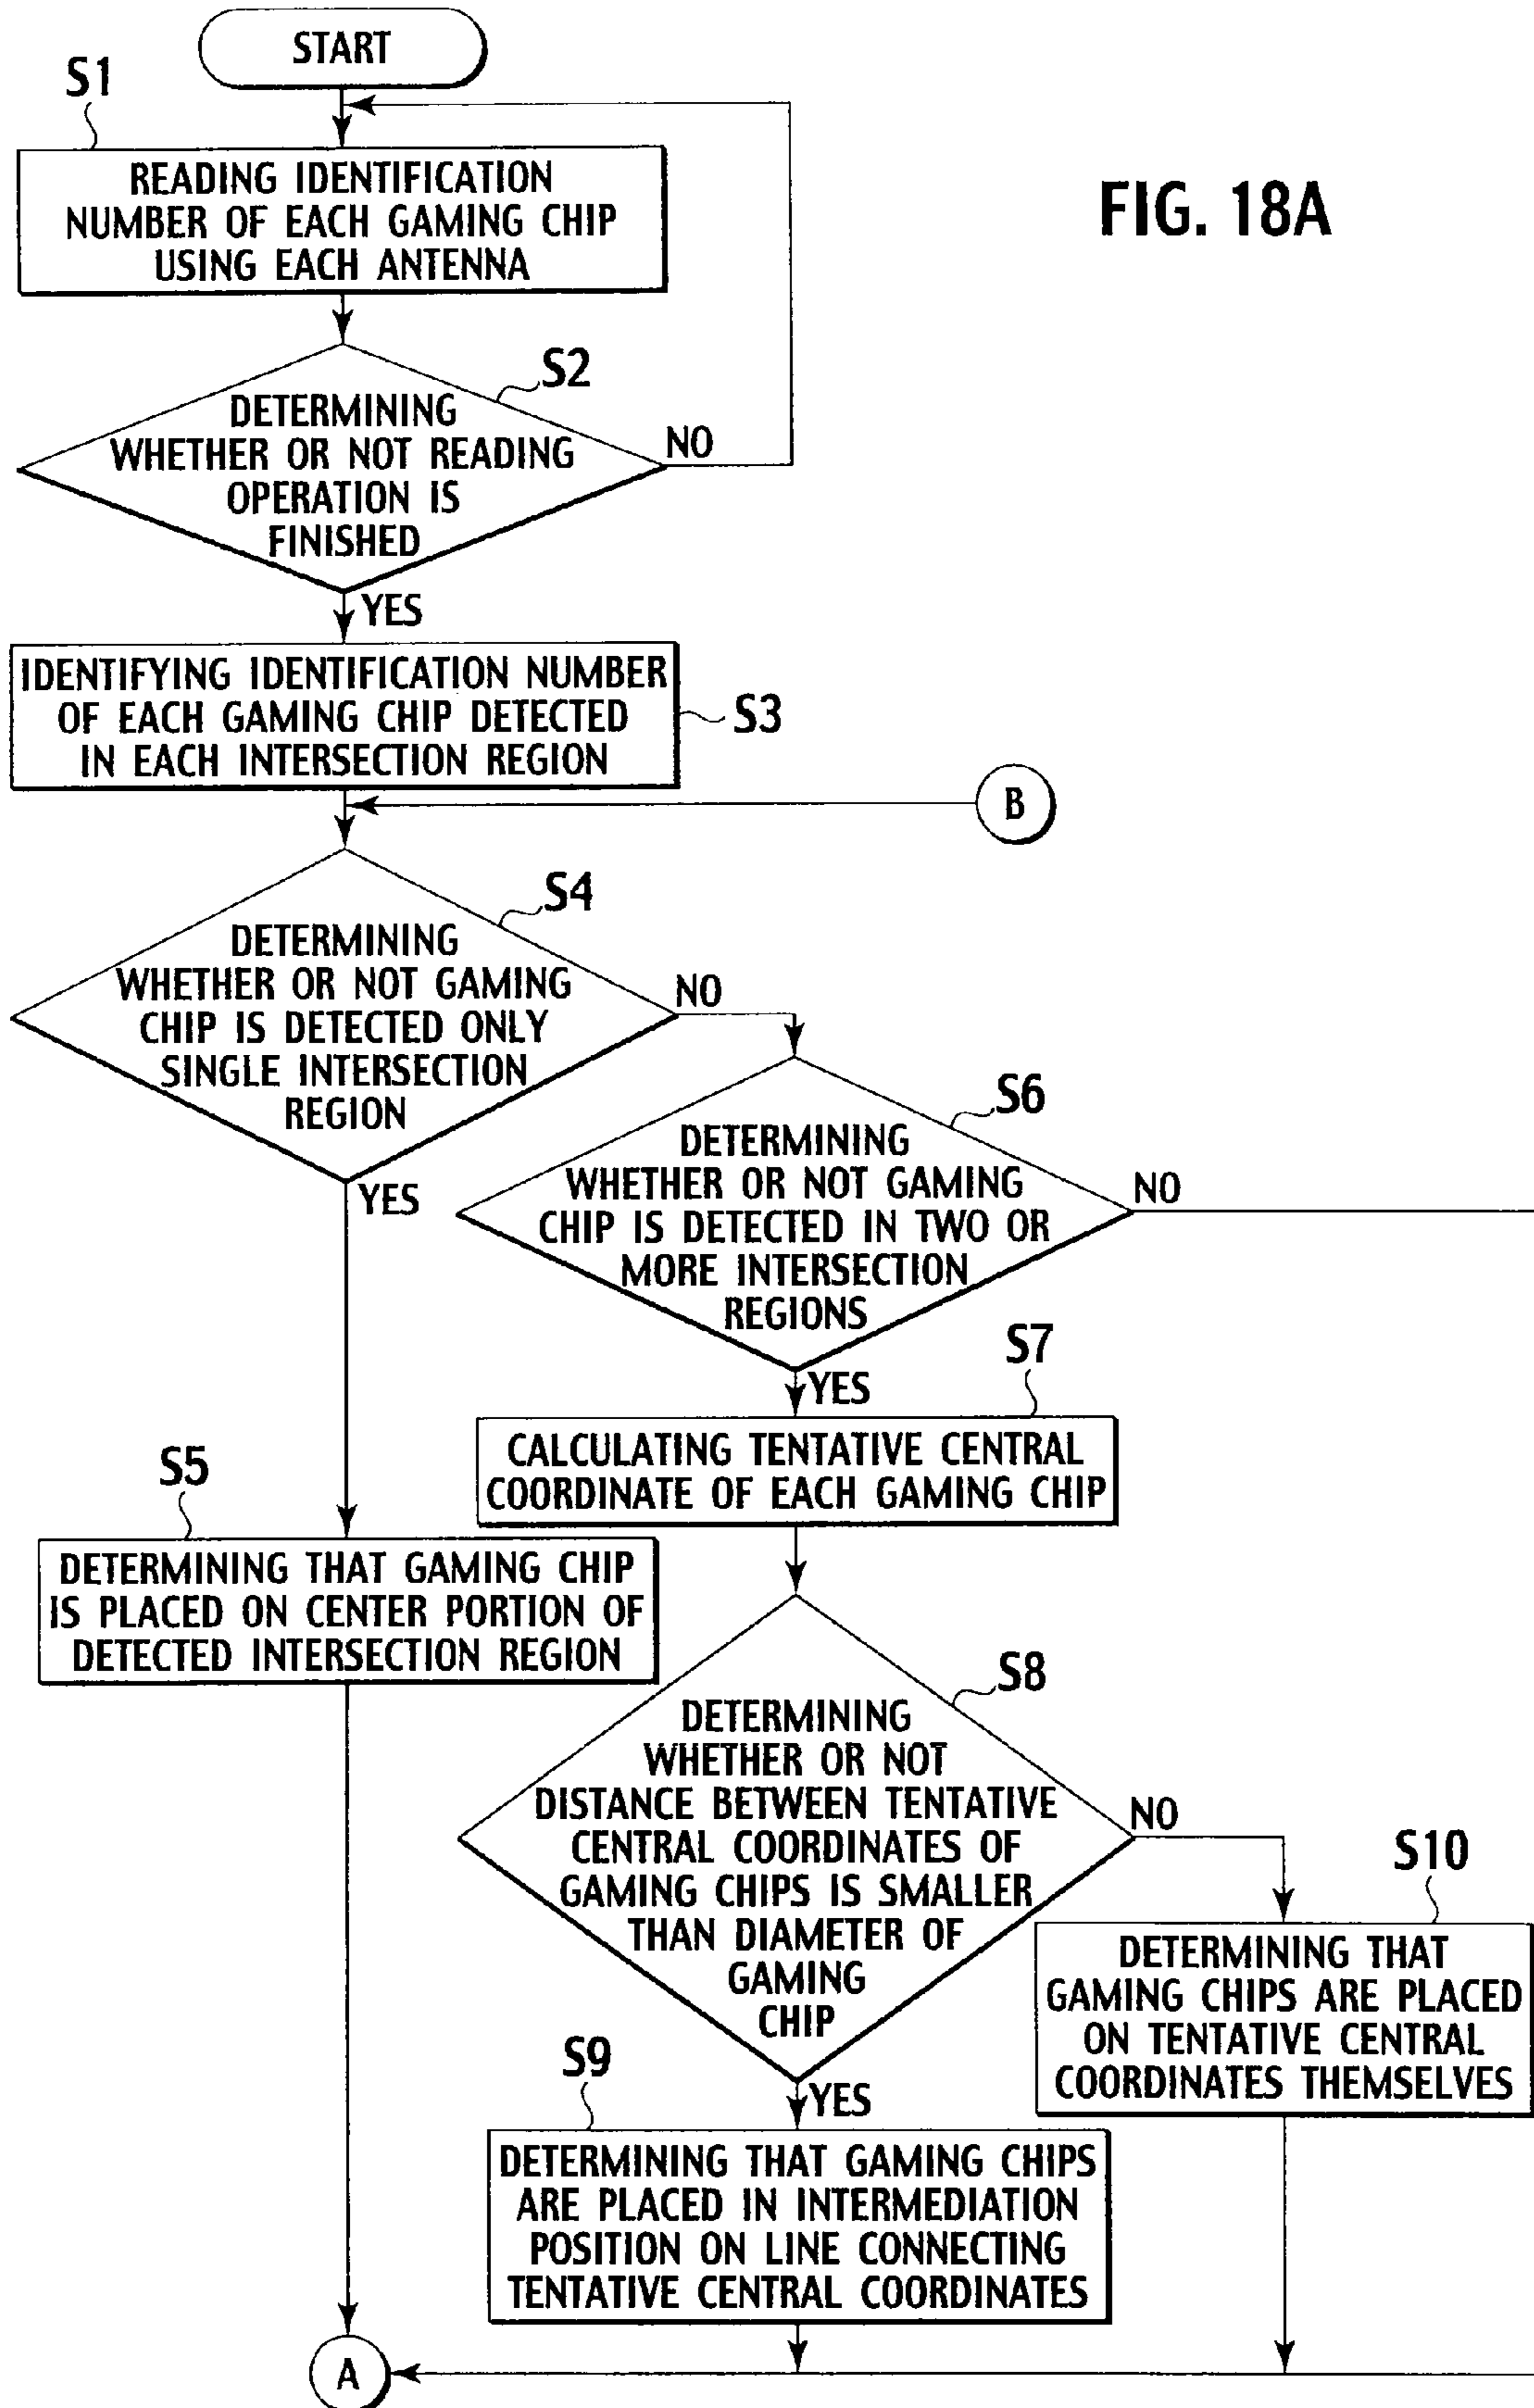 START
S1
READING IDENTIFICATION
NUMBER OF EACH GAMING CHIP
USING EACH ANTENNA
FIG. 18A
S2
DETERMINING
WHETHER OR NOT READING
OPERATION IS
FINISHED
NO
YES
IDENTIFYING IDENTIFICATION NUMBER
OF EACH GAMING CHIP DETECTED
IN EACH INTERSECTION REGION
S3
B
S4
DETERMINING
WHETHER OR NOT GAMING
CHIP IS DETECTED ONLY
SINGLE INTERSECTION
REGION
NO
YES
S6
DETERMINING
WHETHER OR NOT GAMING
CHIP IS DETECTED IN TWO OR
MORE INTERSECTION
REGIONS
NO
YES
S7
CALCULATING TENTATIVE CENTRAL
COORDINATE OF EACH GAMING CHIP
S5
DETERMINING THAT GAMING CHIP
IS PLACED ON CENTER PORTION OF
DETECTED INTERSECTION REGION
S8
DETERMINING
WHETHER OR NOT
DISTANCE BETWEEN TENTATIVE
CENTRAL COORDINATES OF
GAMING CHIPS IS SMALLER
THAN DIAMETER OF
GAMING
CHIP
NO
YES
S10
DETERMINING THAT
GAMING CHIPS ARE PLACED
ON TENTATIVE CENTRAL
COORDINATES THEMSELVES
S9
DETERMINING THAT GAMING CHIPS
ARE PLACED IN INTERMEDIATION
POSITION ON LINE CONNECTING
TENTATIVE CENTRAL COORDINATES
A